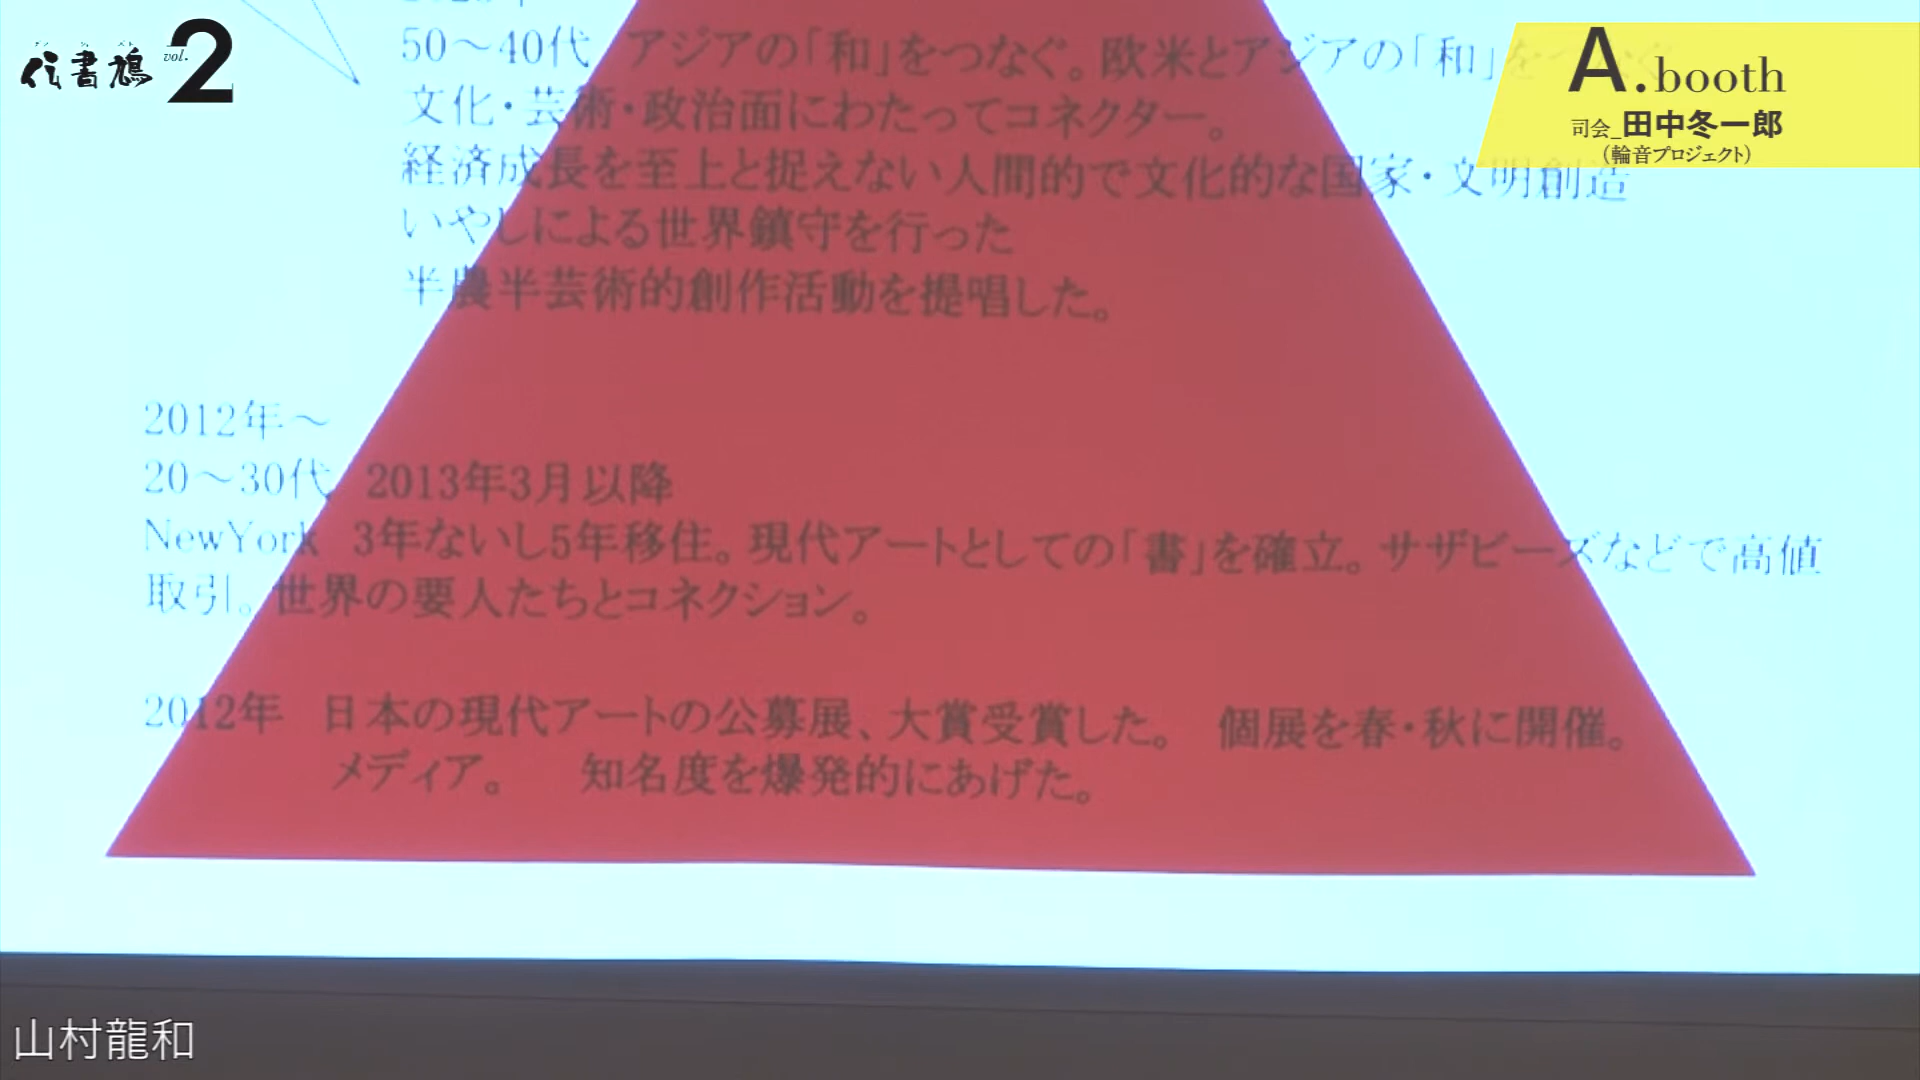 伝書鳩 vol.2
デンショバト
A.booth
司会_田中冬一郎
(輪音プロジェクト)
50～40代 アジアの「和」をつなぐ。欧米とアジアの「和」をつなぐ
文化・芸術・政治面にわたってコネクター。
経済成長を至上と捉えない人間的で文化的な国家・文明創造
いやしによる世界鎮守を行った
半農半芸術的創作活動を提唱した。
2012年～
20～30代 2013年3月以降
NewYork 3年ないし5年移住。現代アートとしての「書」を確立。サザビーズなどで高値
取引。世界の要人たちとコネクション。
2012年 日本の現代アートの公募展、大賞受賞した。 個展を春・秋に開催。
メディア。 知名度を爆発的にあげた。
山村龍和